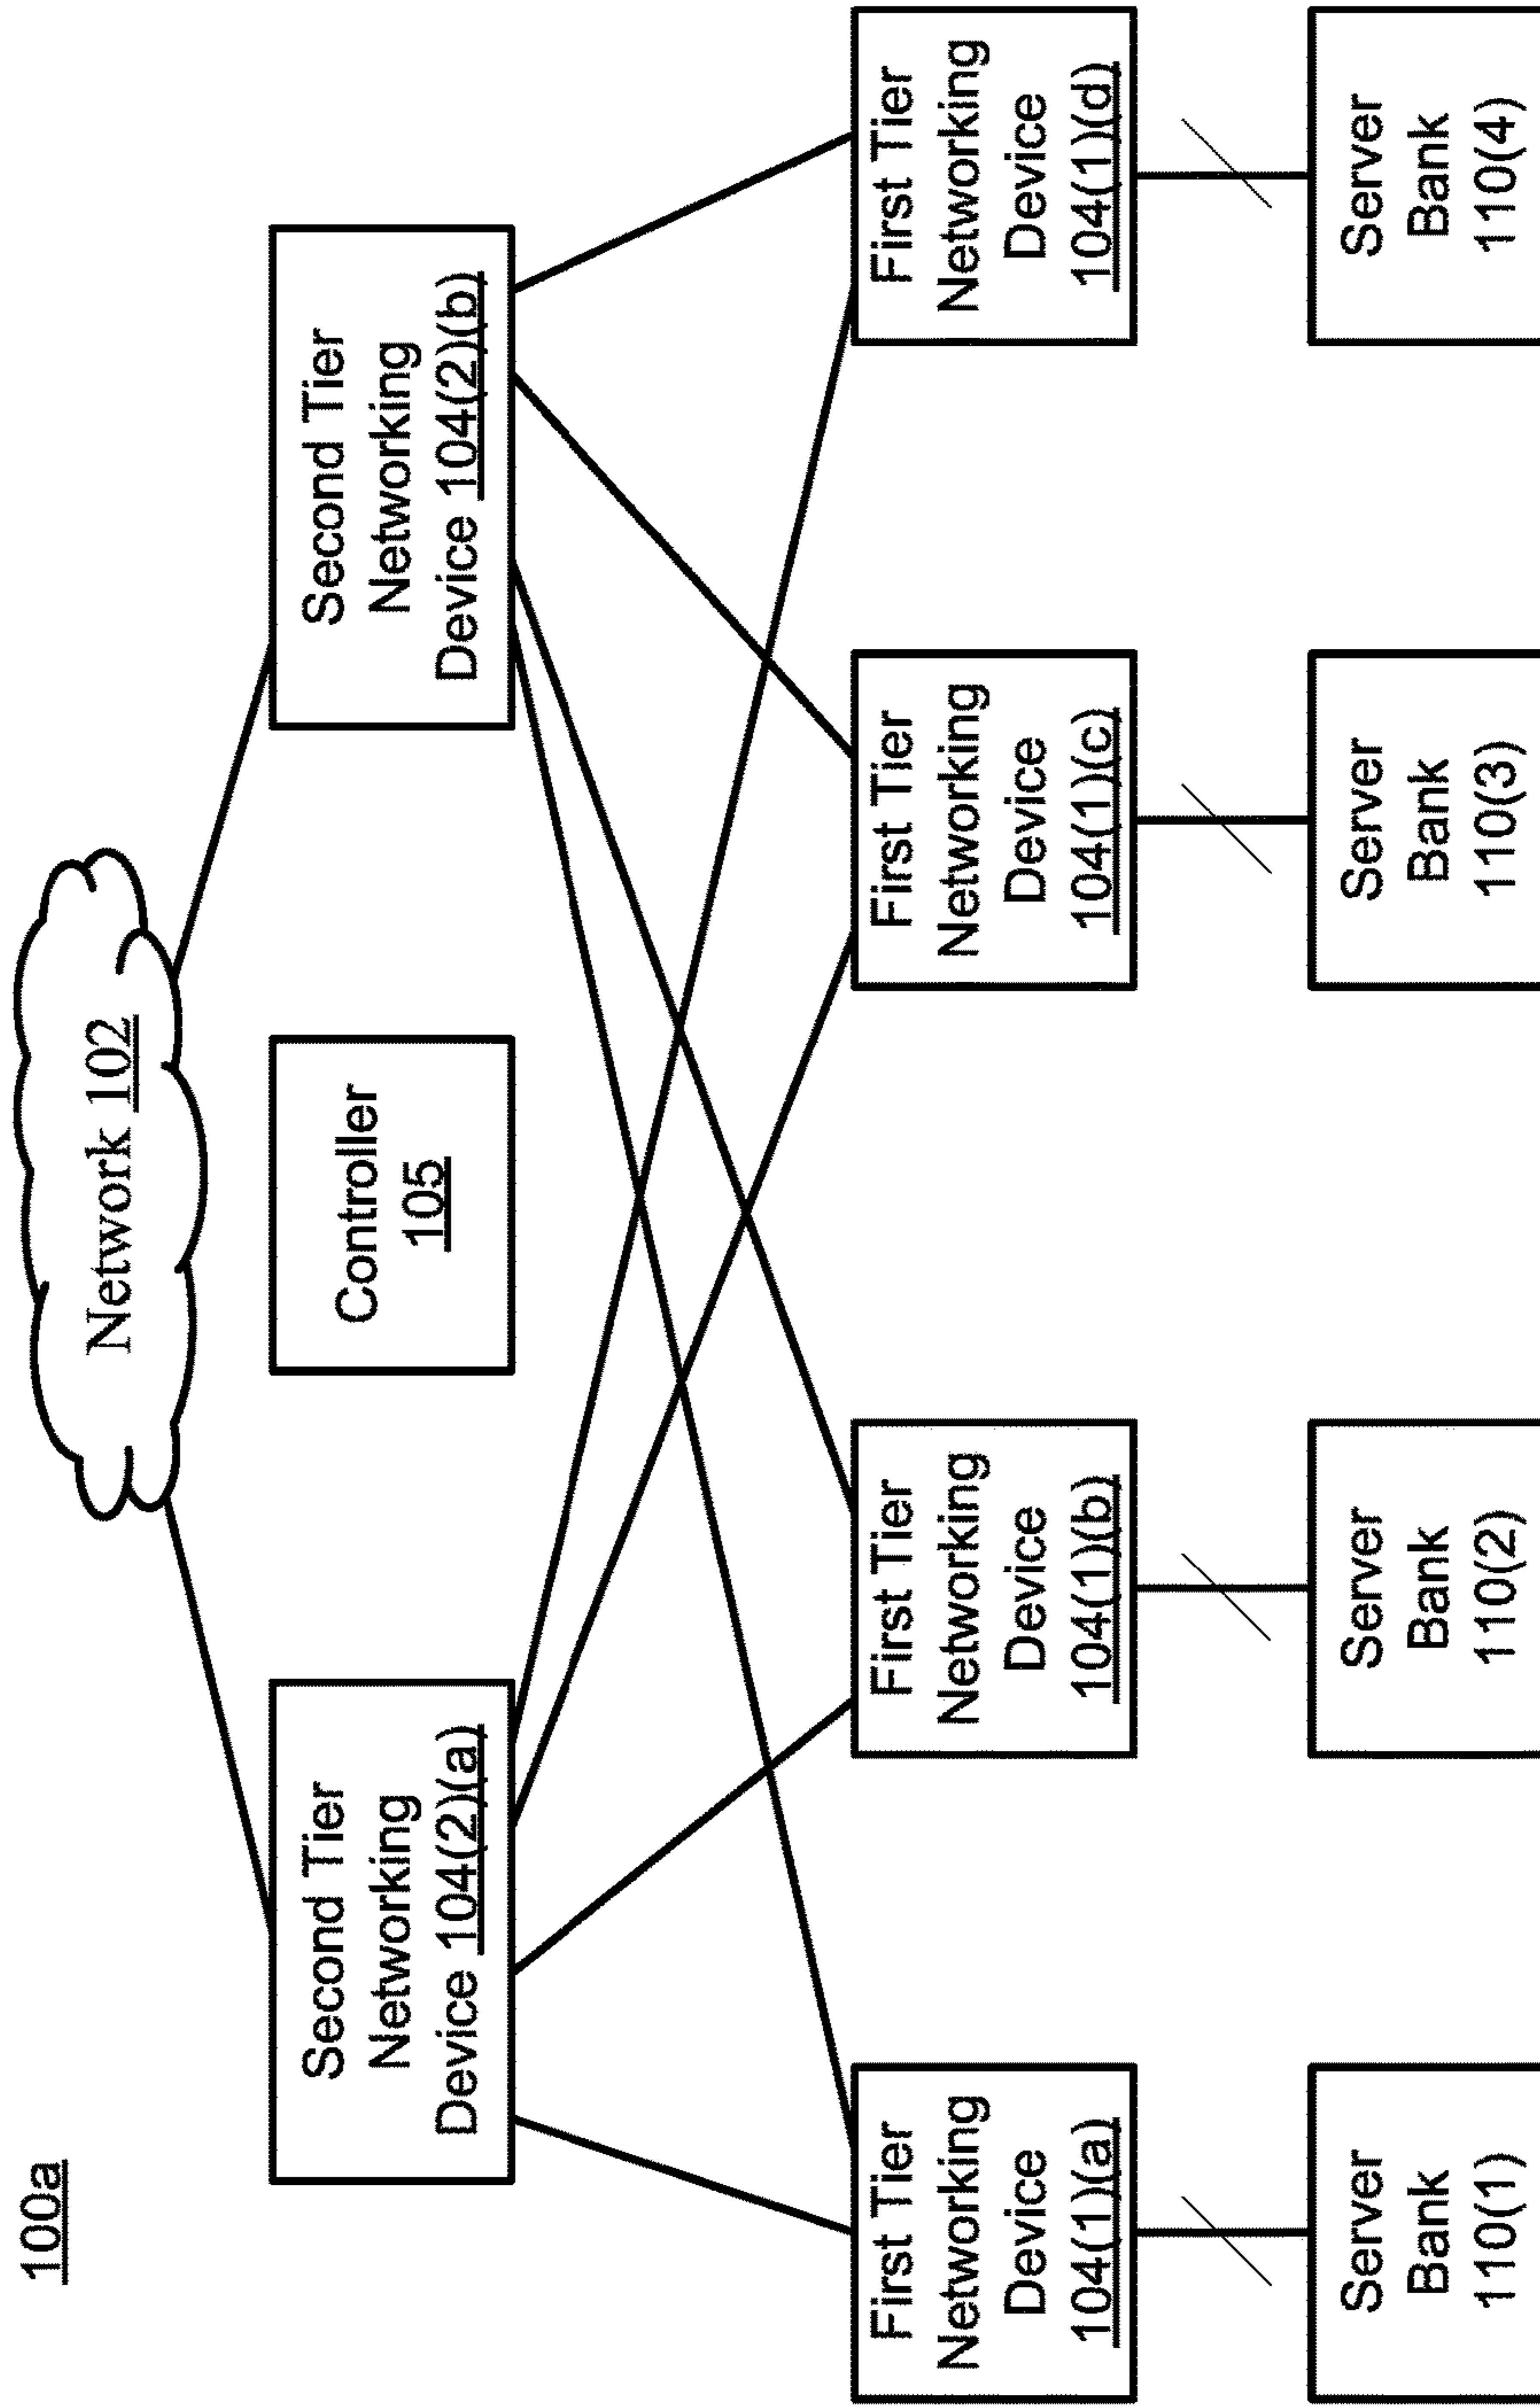 100a
Network 102
Second Tier
Networking
Device 104(2)(a)
Controller
105
Second Tier
Networking
Device 104(2)(b)
First Tier
Networking
Device
104(1)(a)
First Tier
Networking
Device
104(1)(b)
First Tier
Networking
Device
104(1)(c)
First Tier
Networking
Device
104(1)(d)
Server
Bank
110(1)
Server
Bank
110(2)
Server
Bank
110(3)
Server
Bank
110(4)